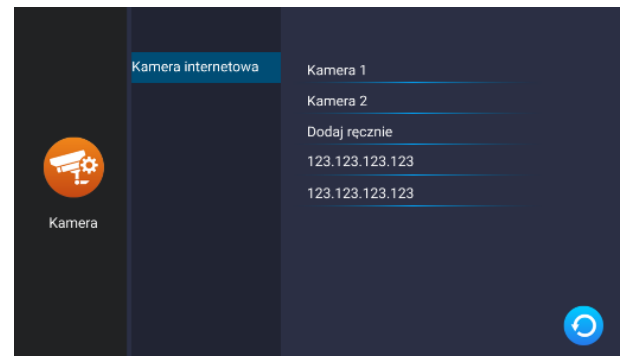 Kamera
Kamera internetowa
Kamera 1
Kamera 2
Dodaj ręcznie
123.123.123.123
123.123.123.123